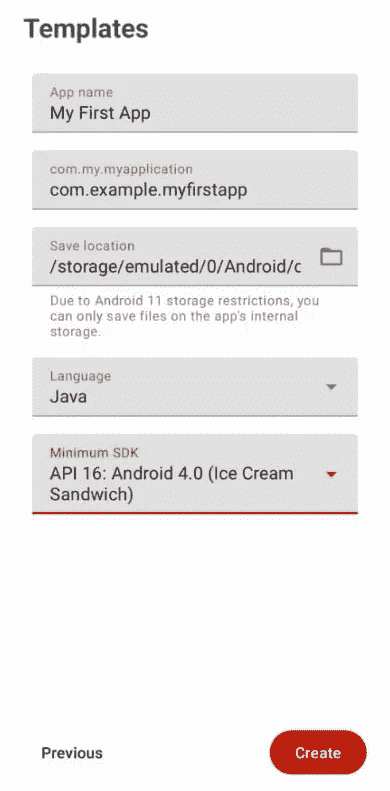 Templates
App name
My First App
com.my.myapplication
com.example.myfirstapp
Save location
/storage/emulated/0/Android/c
Due to Android 11 storage restrictions, you
can only save files on the app's internal
storage.
Language
Java
Minimum SDK
API 16: Android 4.0 (Ice Cream
Sandwich)
Previous
Create